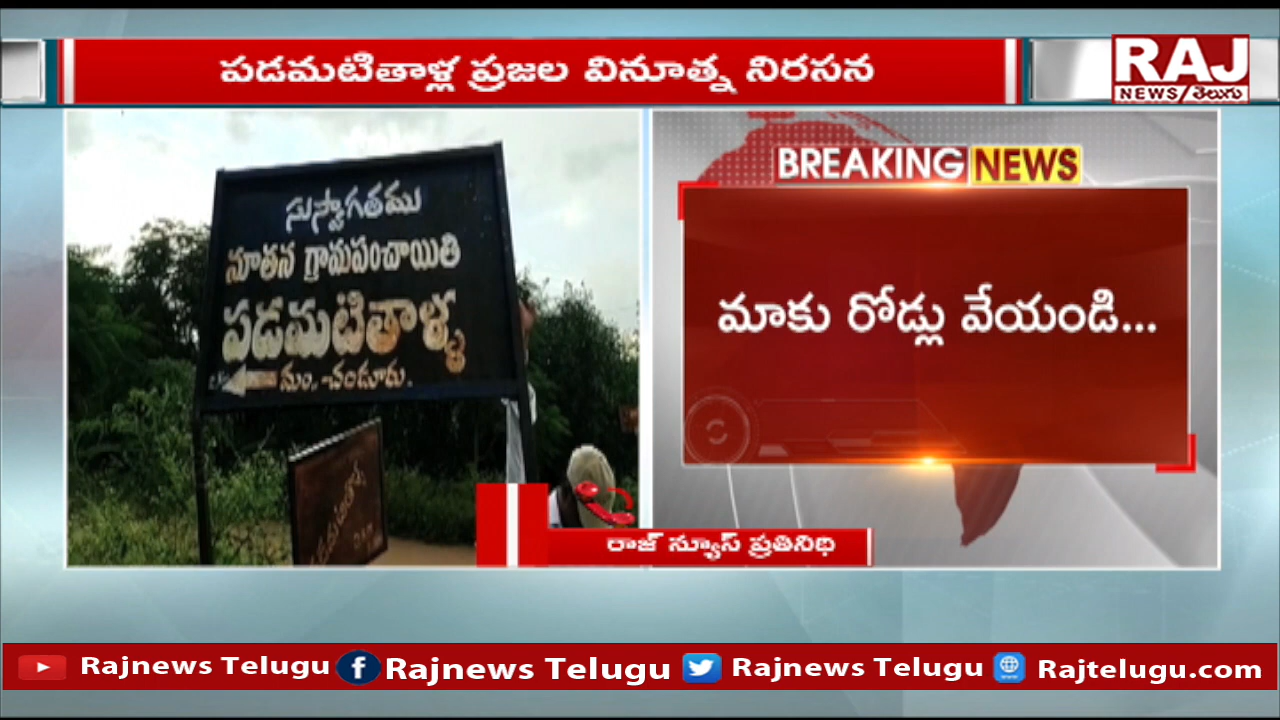 పడమటితాళ్ల ప్రజల వినూత్న నిరసన
RAJ
NEWS తెలుగు
సుస్వాగతము
నూతన గ్రామపంచాయితి
పడమటితాళ్ళ
మం.-చండూరు.
BREAKING NEWS
మాకు రోడ్లు వేయండి...
రాజ్ న్యూస్ ప్రతినిధి
Rajnews Telugu Rajnews Telugu Rajnews Telugu Rajtelugu.com